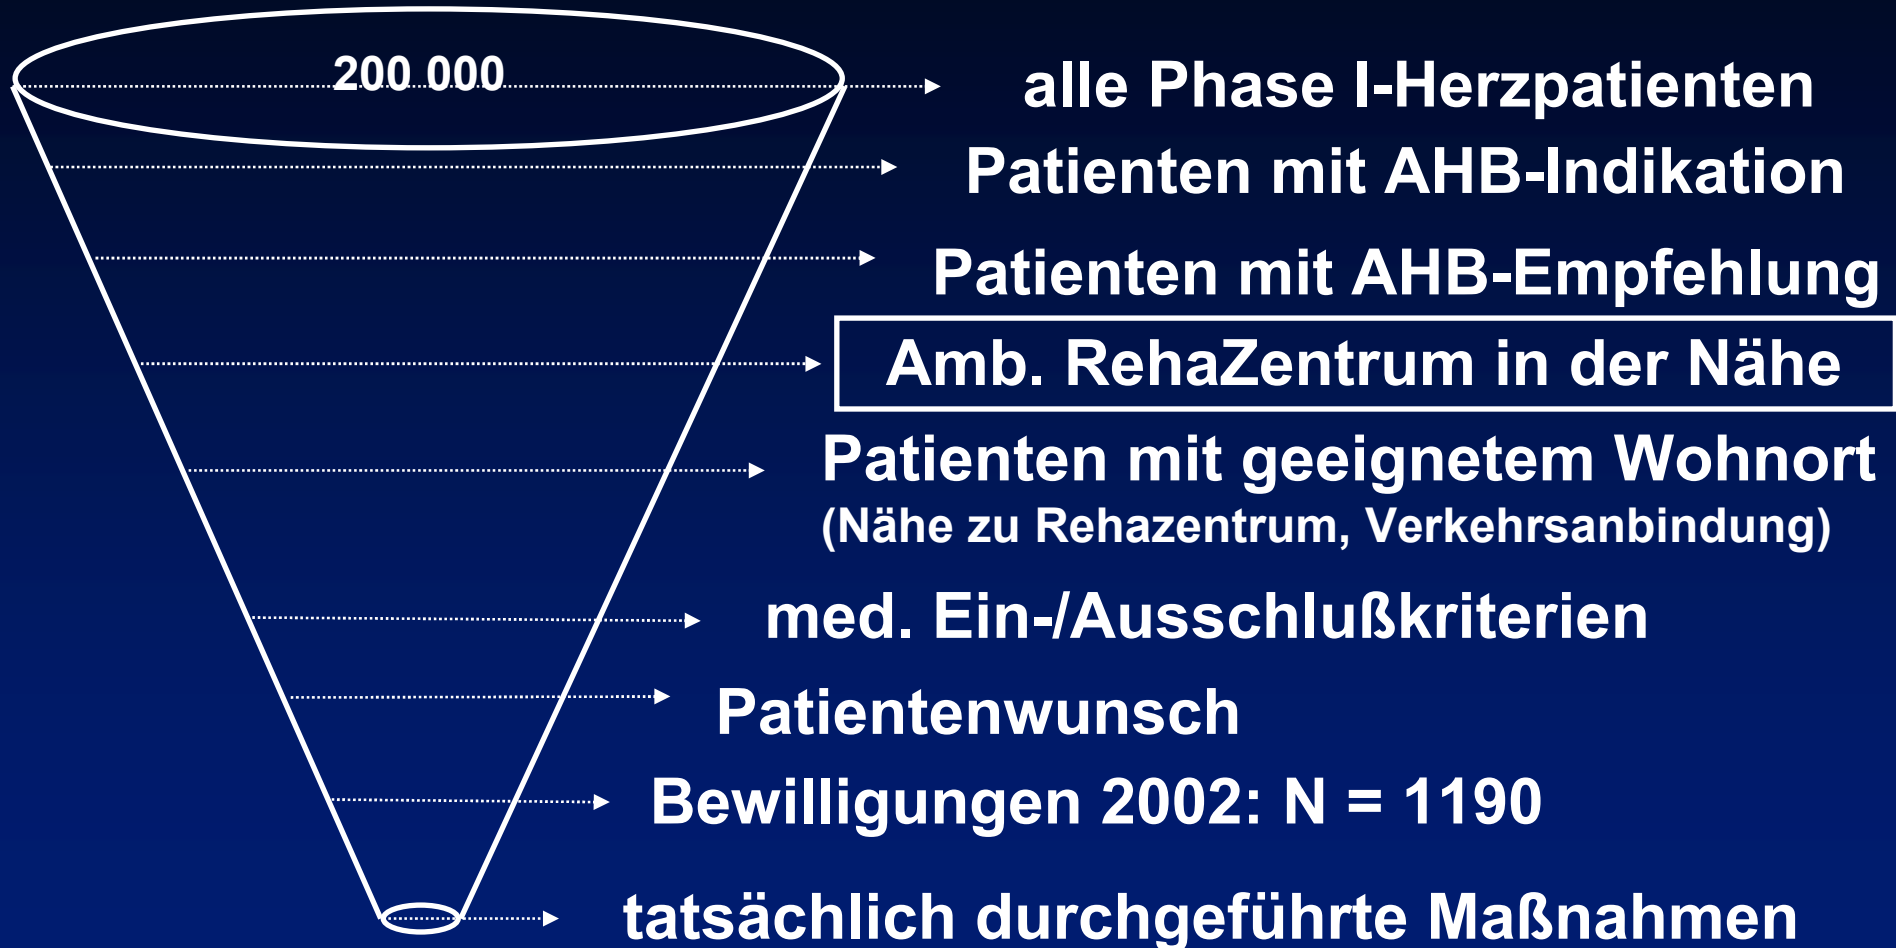 200 000
alle Phase I-Herzpatienten
Patienten mit AHB-Indikation
Patienten mit AHB-Empfehlung
Amb. RehaZentrum in der Nähe
Patienten mit geeignetem Wohnort
(Nähe zu Rehazentrum, Verkehrsanbindung)
med. Ein-/Ausschlußkriterien
Patientenwunsch
Bewilligungen 2002: N = 1190
tatsächlich durchgeführte Maßnahmen